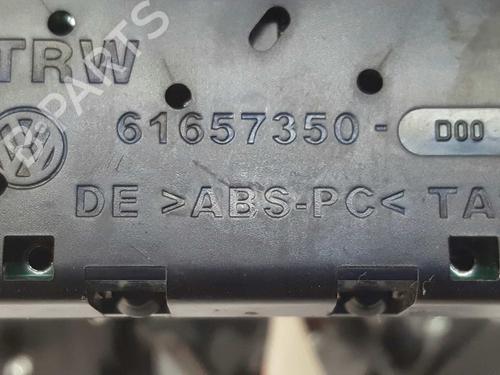 TRW
61657350- D00
DE >ABS-PC< TA